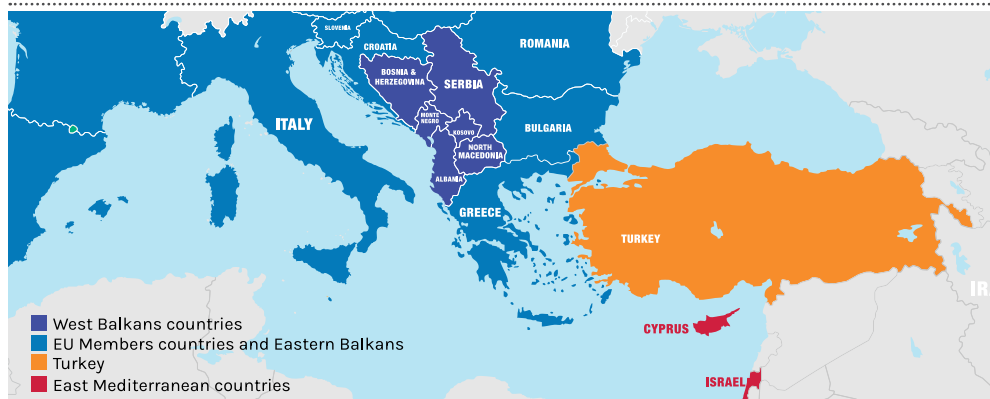 SLOVENIA
CROATIA
ROMANIA
BOSNIA &
HERZEGOVINA
SERBIA
ITALY
MONTE
NEGRO
KOSOVO
BULGARIA
NORTH
MACEDONIA
ALBANIA
GREECE
TURKEY
IR
CYPRUS
ISRAEL
West Balkans countries
EU Members countries and Eastern Balkans
Turkey
East Mediterranean countries